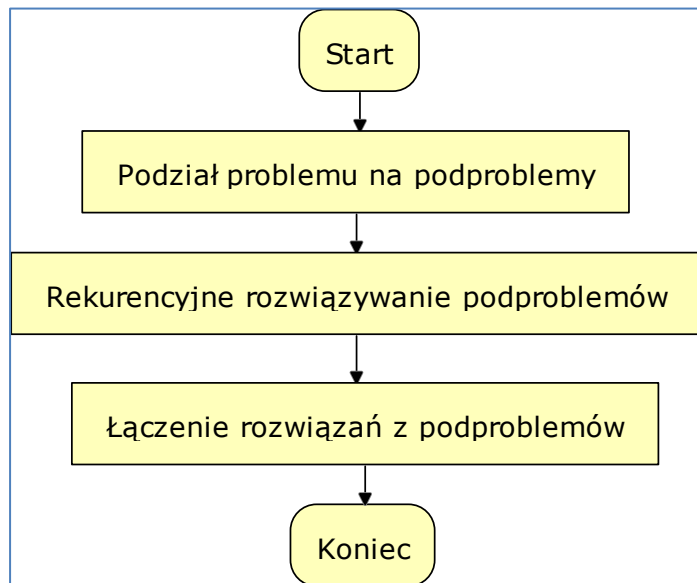 Start
Podział problemu na podproblemy
Rekurencyjne rozwiązywanie podproblemów
Łączenie rozwiązań z podproblemów
Koniec